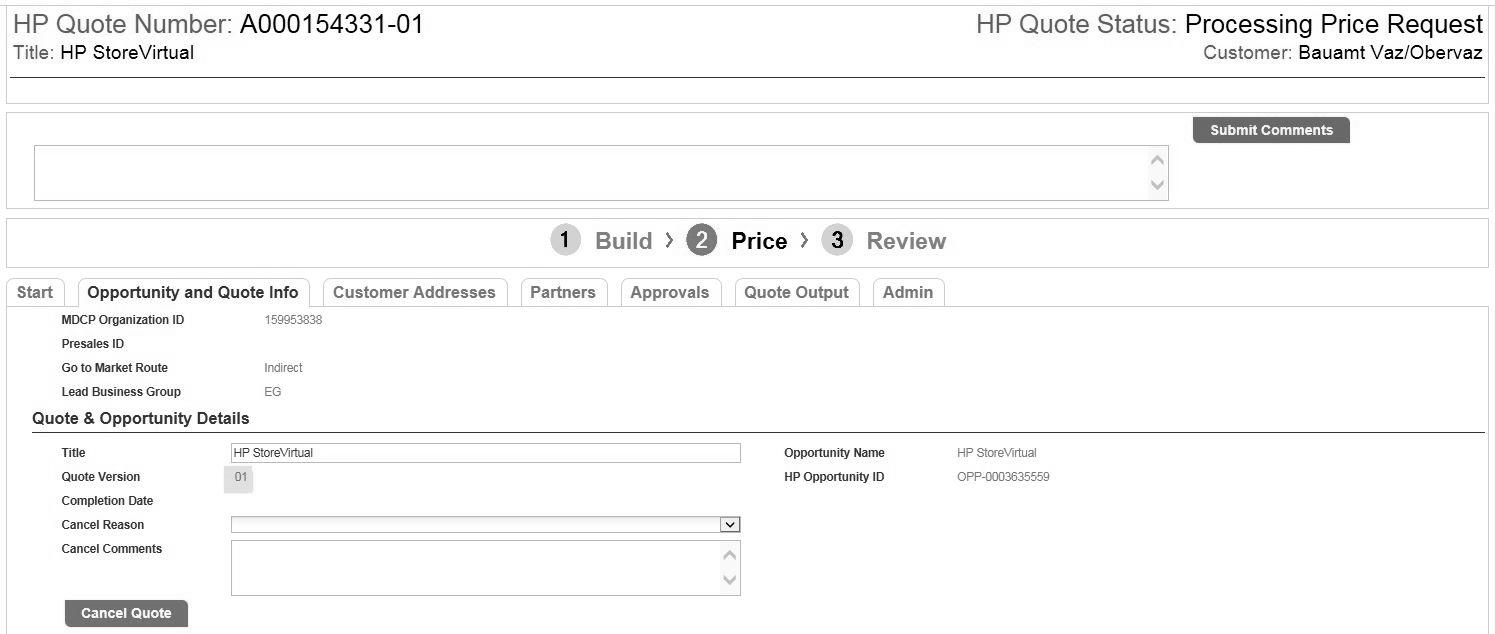 HP Quote Number: A000154331-01 HP Quote Status: Processing Price Request
Title: HP StoreVirtual Customer: Bauamt Vaz/Obervaz
Submit Comments
1 Build > 2 Price > 3 Review
Start Opportunity and Quote Info Customer Addresses Partners Approvals Quote Output Admin
MDCP Organization ID 159953838
Presales ID
Go to Market Route Indirect
Lead Business Group EG
Quote & Opportunity Details
Title HP StoreVirtual Opportunity Name HP StoreVirtual
Quote Version 01 HP Opportunity ID OPP-0003635559
Completion Date
Cancel Reason
Cancel Comments
Cancel Quote